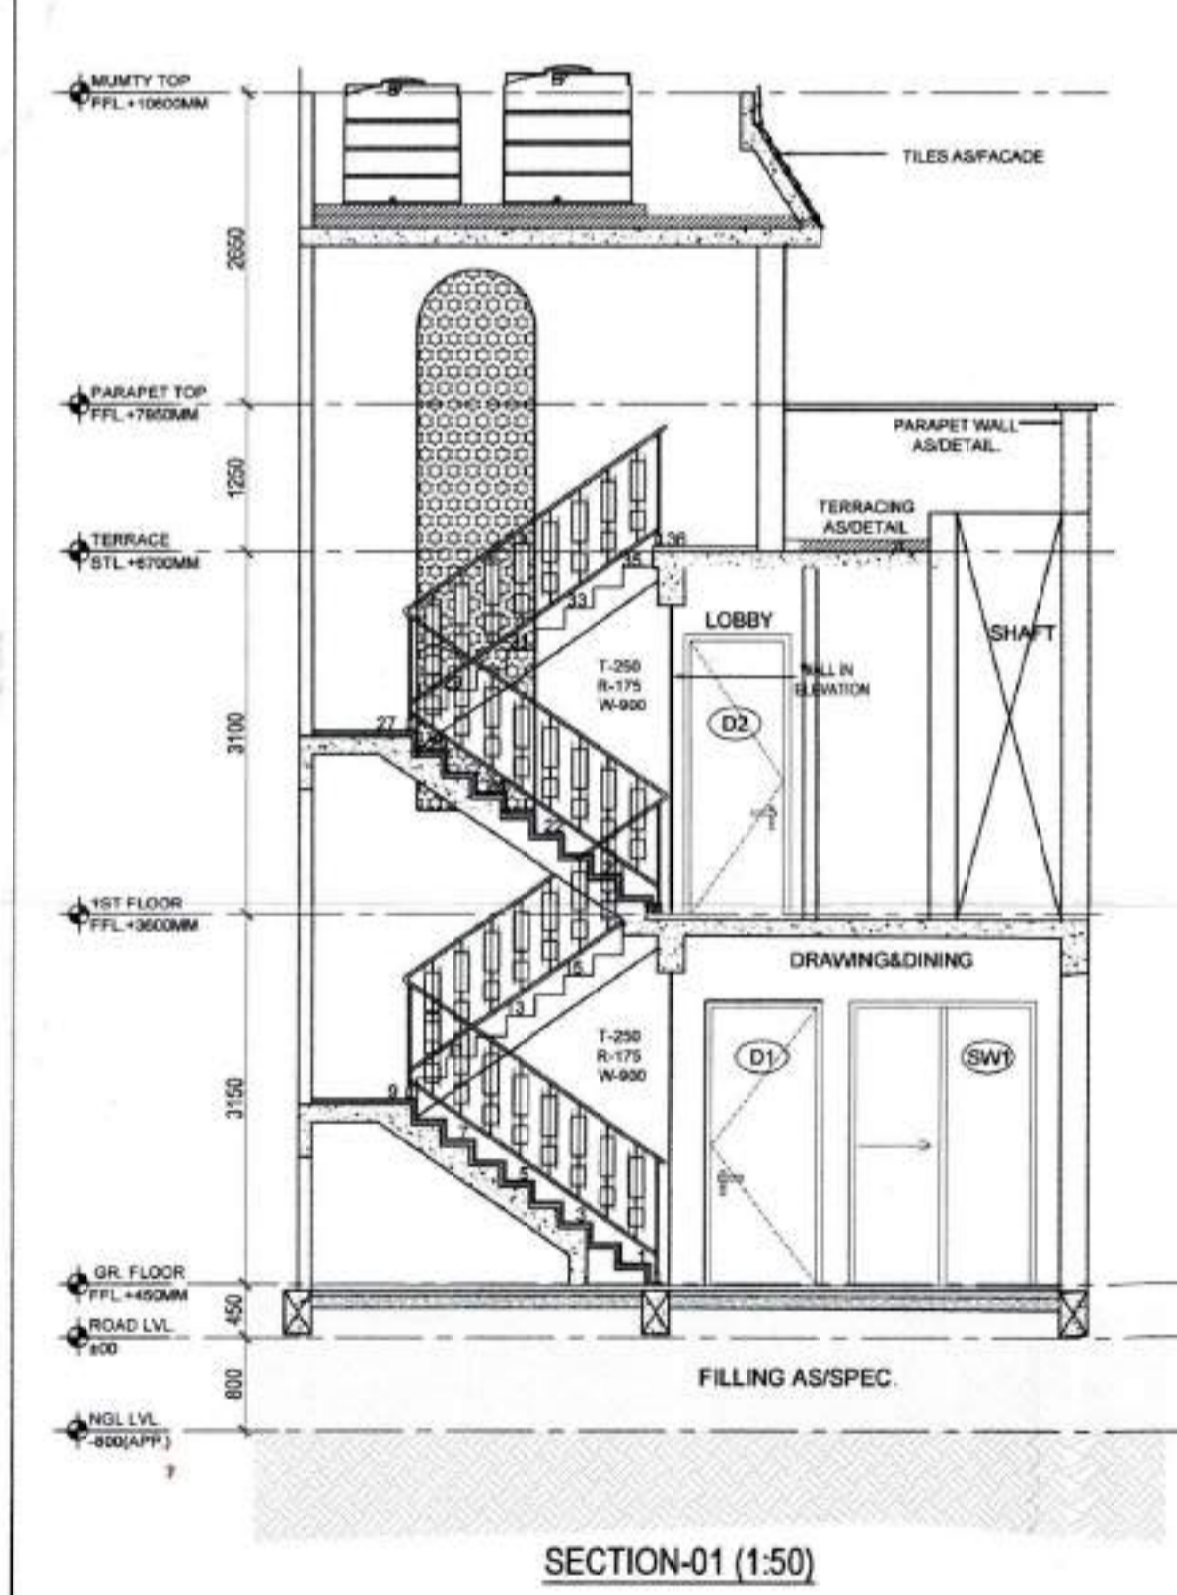 MUMTY TOP
FFL.+10600MM
TILES AS/FACADE
2650
PARAPET TOP
FFL.+7950MM
PARAPET WALL
AS/DETAIL.
1250
TERRACING
AS/DETAIL
TERRACE
STL.+6700MM
136
35
33
31
LOBBY
SHAFT
T-250
R-175
W-900
WALL IN
ELEVATION
D2
27
3100
1ST FLOOR
FFL.+3600MM
DRAWING&DINING
15
13
T-250
R-175
W-900
D1
SW1
9
7
5
3
1
3150
GR. FLOOR
FFL.+450MM
450
ROAD LVL.
±00
FILLING AS/SPEC.
800
NGL LVL.
-800(APP.)
?
SECTION-01 (1:50)